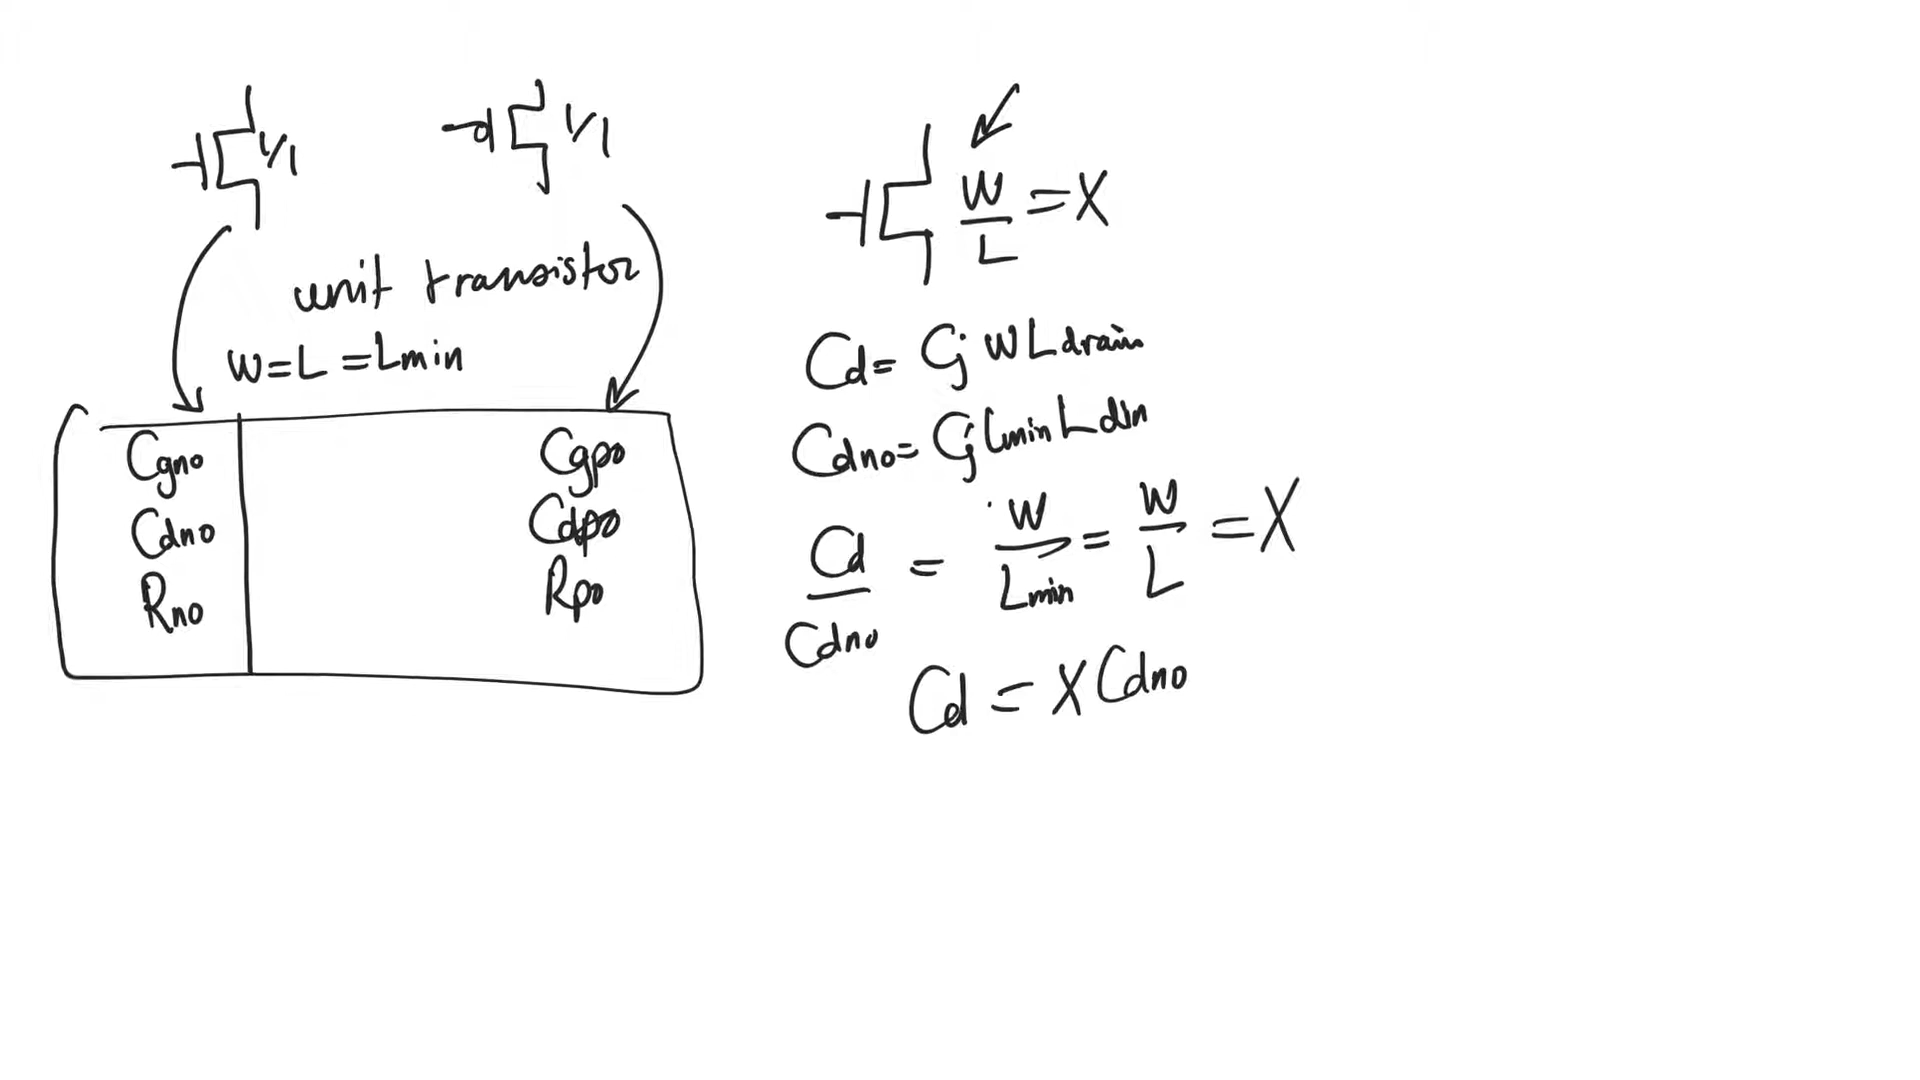 1/1
1/1
unit transistor
W=L=Lmin
Cgno Cgpo
Cdno Cdpo
Rno Rpo
W/L = X
Cd = Cj W Ldrain
Cdno = Cj Lmin Ldin
Cd/Cdno = W/Lmin = W/L = X
Cd = X Cdno